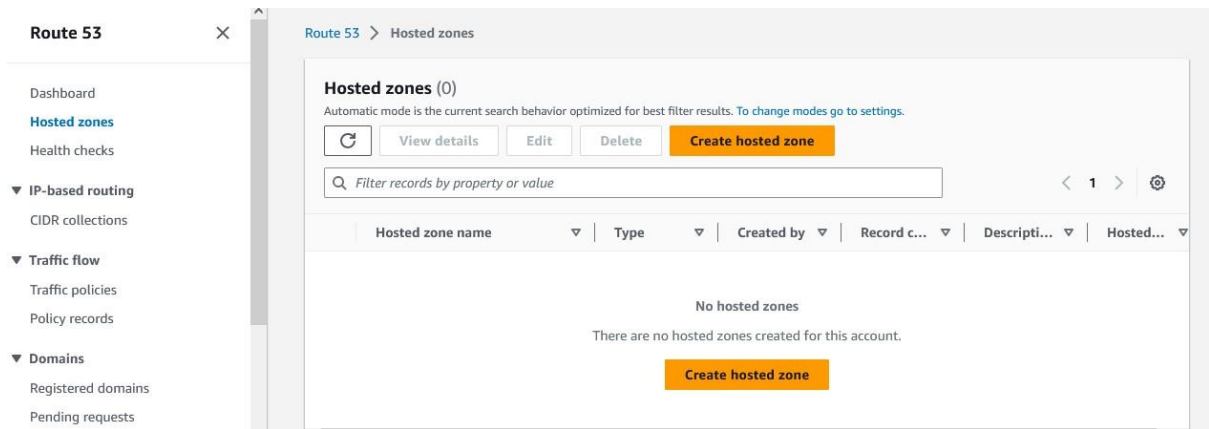 Route 53
Dashboard
Hosted zones
Health checks
IP-based routing
CIDR collections
Traffic flow
Traffic policies
Policy records
Domains
Registered domains
Pending requests
Route 53 > Hosted zones
Hosted zones (0)
Automatic mode is the current search behavior optimized for best filter results. To change modes go to settings.
View details Edit Delete Create hosted zone
Filter records by property or value
1
Hosted zone name Type Created by Record c... Descripti... Hosted...
No hosted zones
There are no hosted zones created for this account.
Create hosted zone